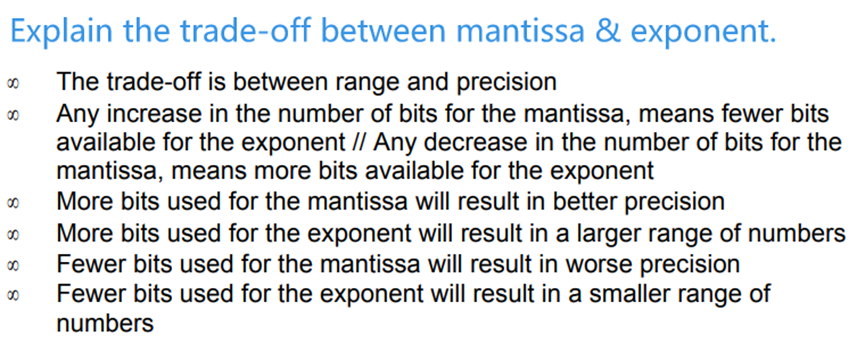 Explain the trade-off between mantissa & exponent.
∞ The trade-off is between range and precision
∞ Any increase in the number of bits for the mantissa, means fewer bits
available for the exponent // Any decrease in the number of bits for the
mantissa, means more bits available for the exponent
∞ More bits used for the mantissa will result in better precision
∞ More bits used for the exponent will result in a larger range of numbers
∞ Fewer bits used for the mantissa will result in worse precision
∞ Fewer bits used for the exponent will result in a smaller range of
numbers